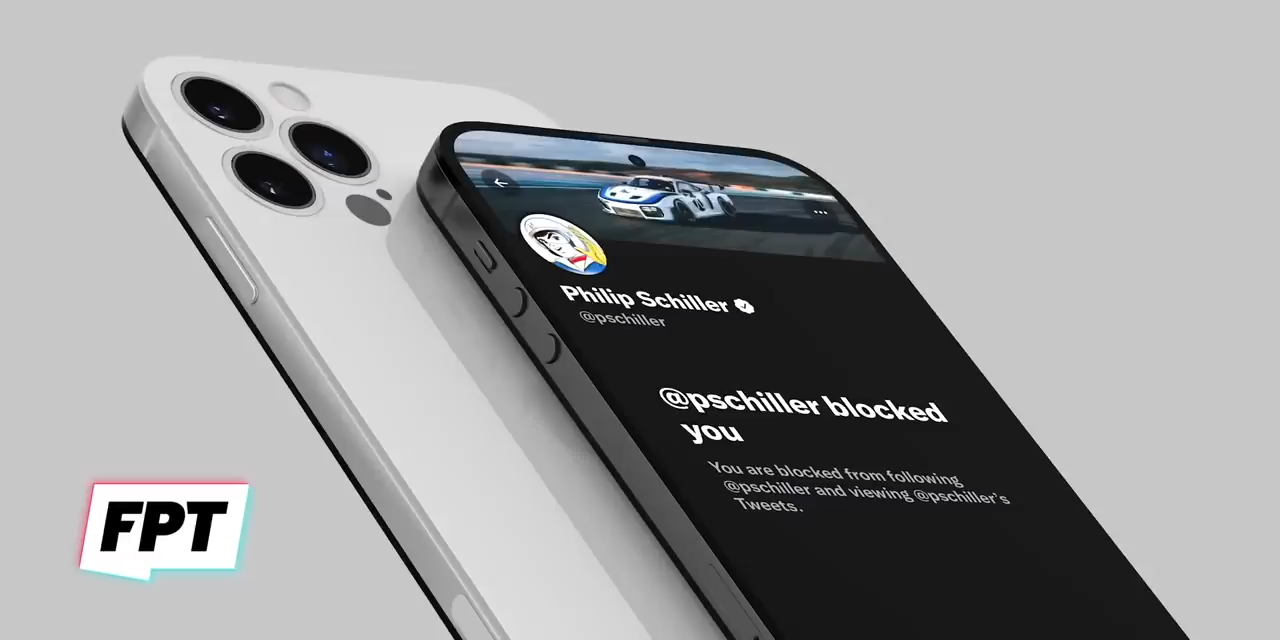 Philip Schiller
@pschiller
@pschiller blocked
you
You are blocked from following
@pschiller and viewing @pschiller's
Tweets.
FPT